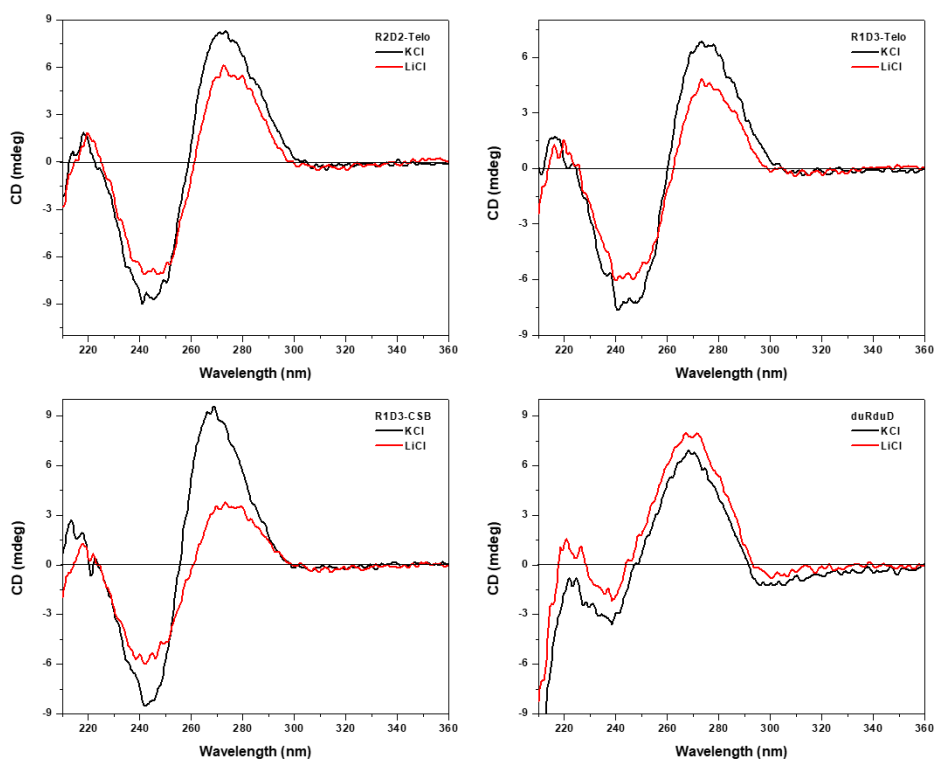 R2D2-Telo
KCl
LiCl
9
6
3
0
-3
-6
-9
CD (mdeg)
220 240 260 280 300 320 340 360
Wavelength (nm)
R1D3-Telo
KCl
LiCl
6
3
0
-3
-6
-9
CD (mdeg)
220 240 260 280 300 320 340 360
Wavelength (nm)
R1D3-CSB
KCl
LiCl
9
6
3
0
-3
-6
-9
CD (mdeg)
220 240 260 280 300 320 340 360
Wavelength (nm)
duRduD
KCl
LiCl
9
6
3
0
-3
-6
-9
CD (mdeg)
220 240 260 280 300 320 340 360
Wavelength (nm)